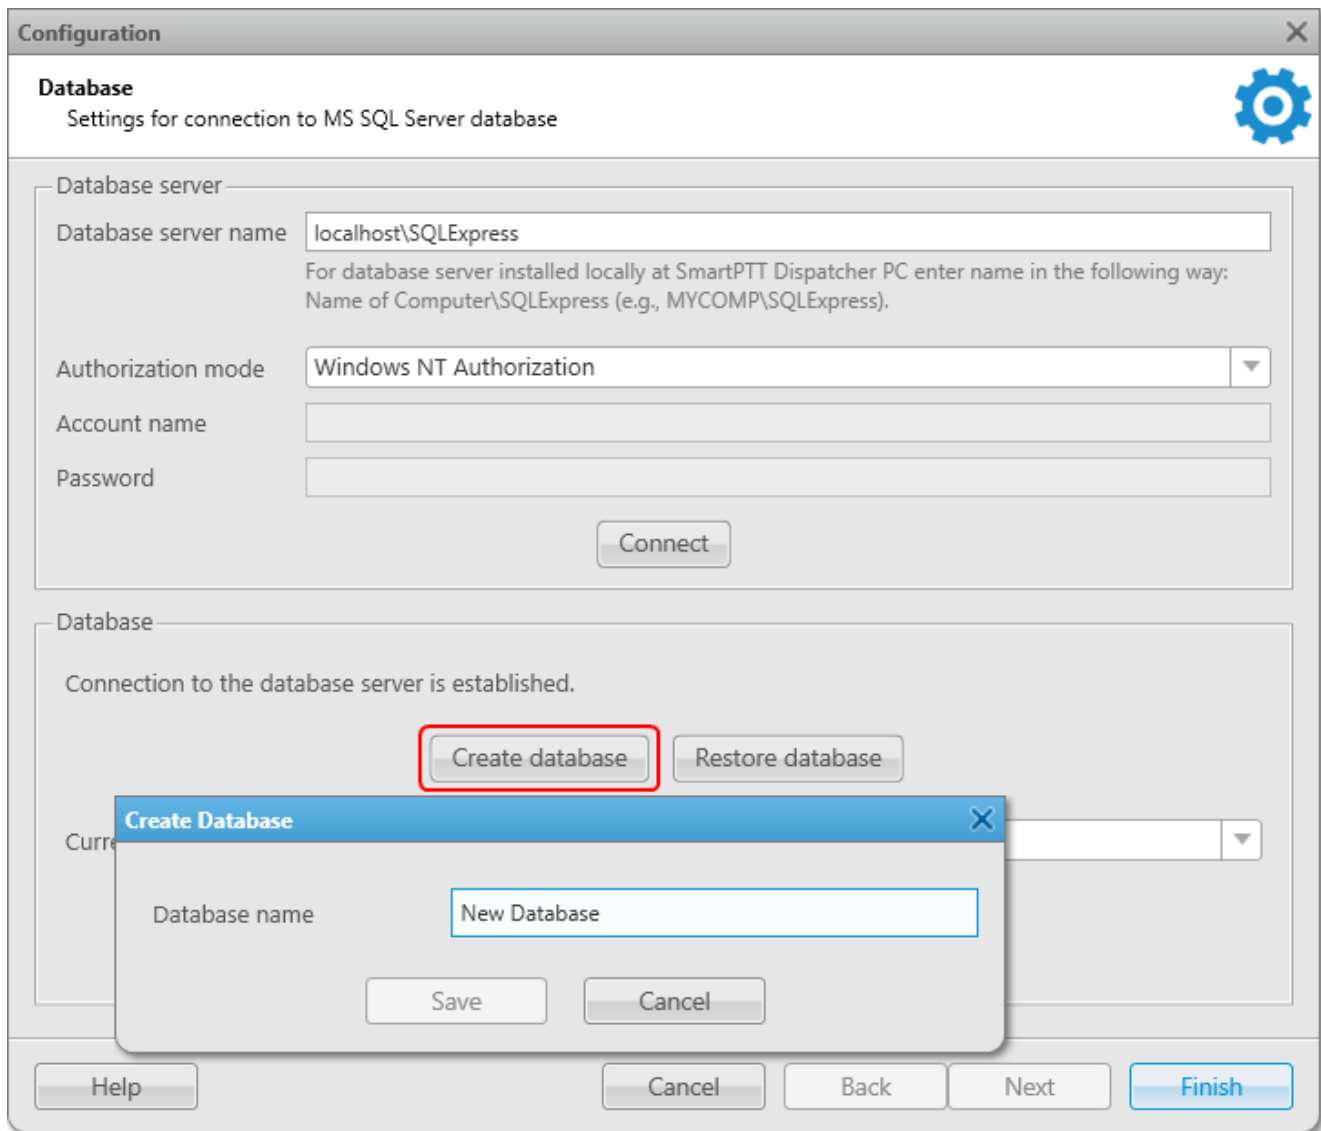 Configuration
Database
Settings for connection to MS SQL Server database
Database server
Database server name
localhost\SQLExpress
For database server installed locally at SmartPTT Dispatcher PC enter name in the following way:
Name of Computer\SQLExpress (e.g., MYCOMP\SQLExpress).
Authorization mode
Windows NT Authorization
Account name
Password
Connect
Database
Connection to the database server is established.
Create database
Restore database
Create Database
Database name
New Database
Save
Cancel
Help
Cancel
Back
Next
Finish